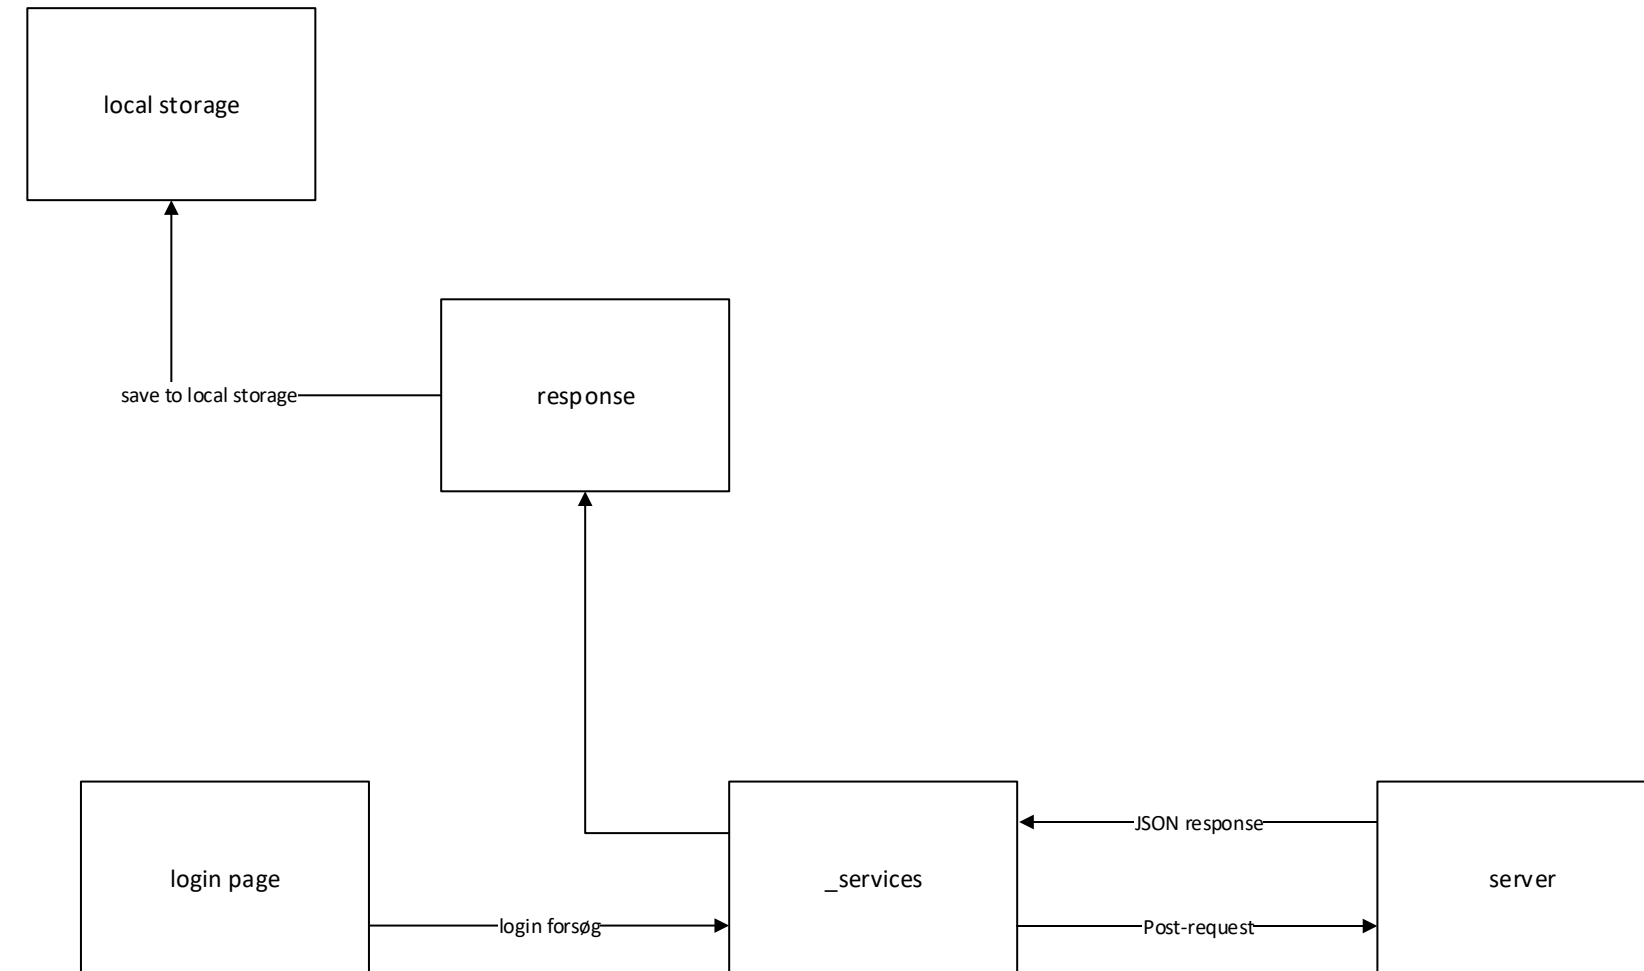 local storage
save to local storage
response
JSON response
login page
_services
server
login forsøg
Post-request